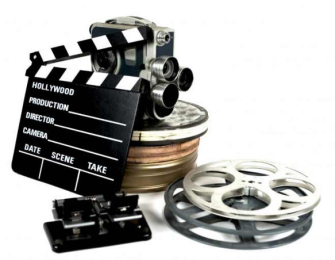 HOLLYWOOD
PRODUCTION
DIRECTOR
CAMERA
DATE SCENE TAKE